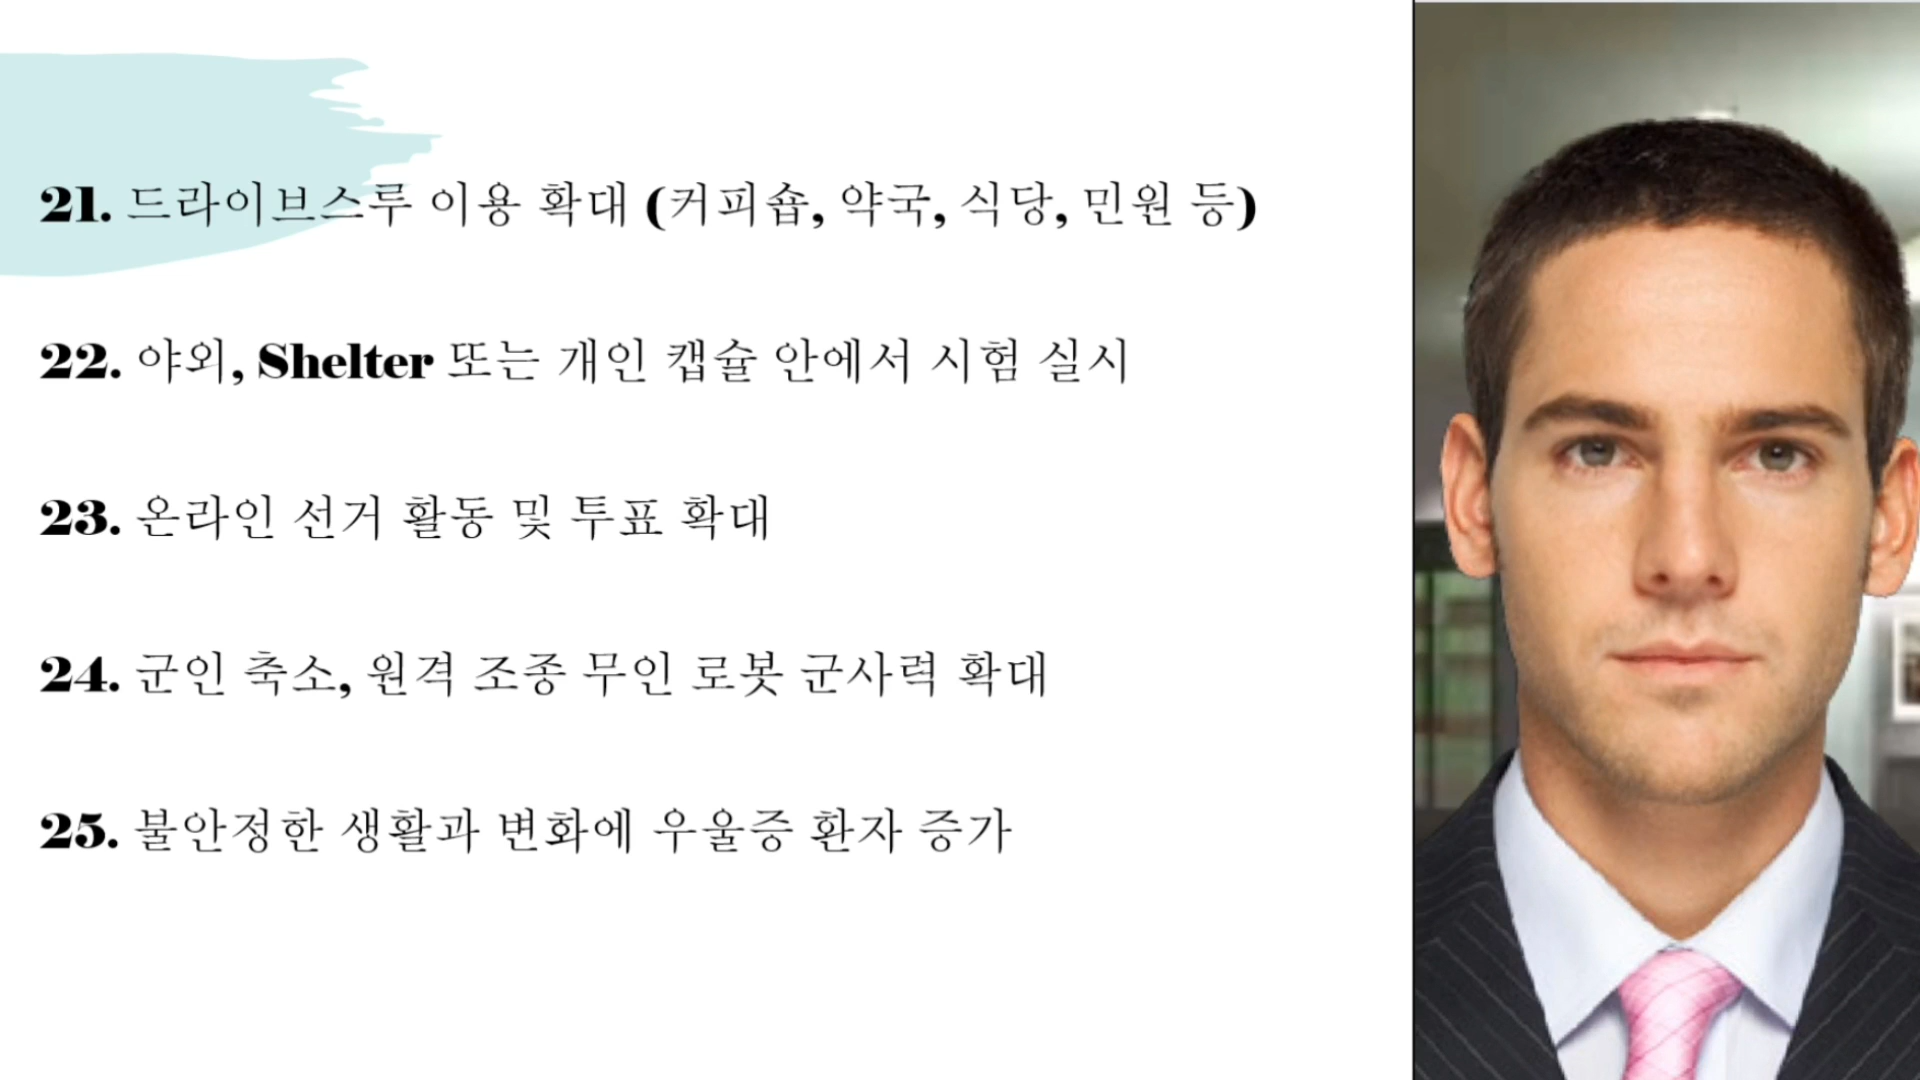 21. 드라이브스루 이용 확대 (커피숍, 약국, 식당, 민원 등)
22. 야외, Shelter 또는 개인 캡슐 안에서 시험 실시
23. 온라인 선거 활동 및 투표 확대
24. 군인 축소, 원격 조종 무인 로봇 군사력 확대
25. 불안정한 생활과 변화에 우울증 환자 증가